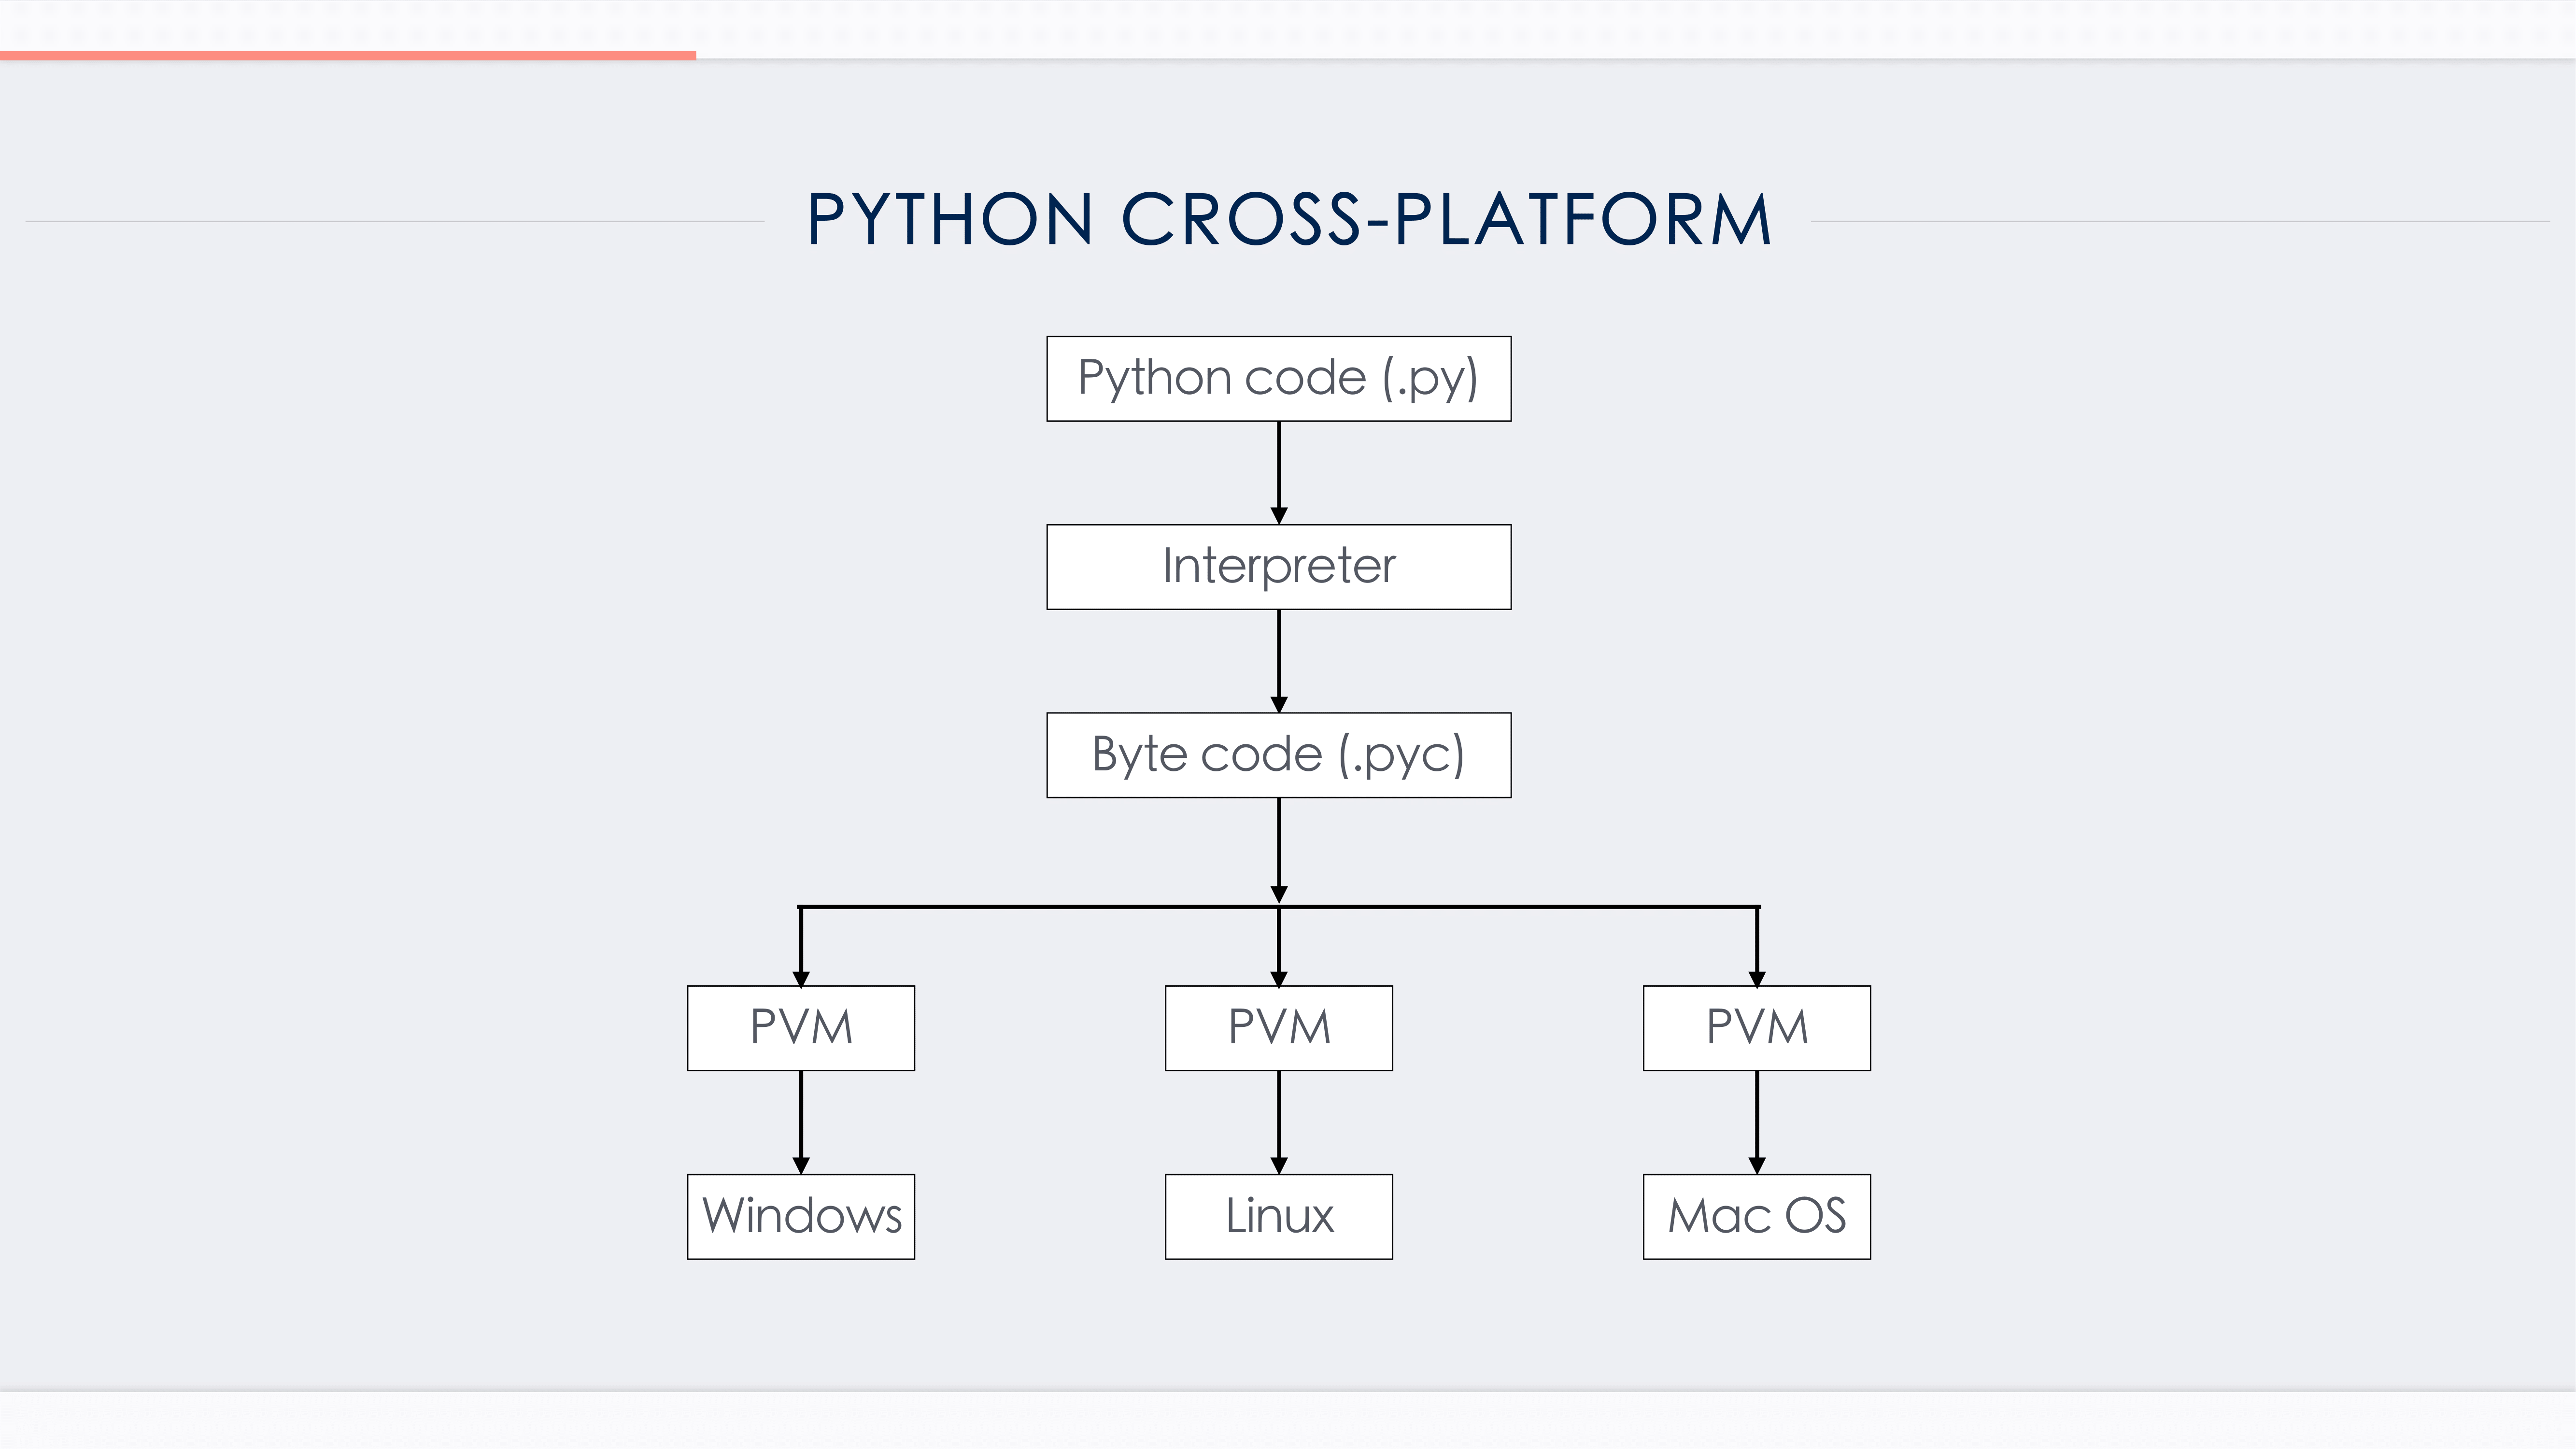 PYTHON CROSS-PLATFORM
Python code (.py)
Interpreter
Byte code (.pyc)
PVM
PVM
PVM
Windows
Linux
Mac OS